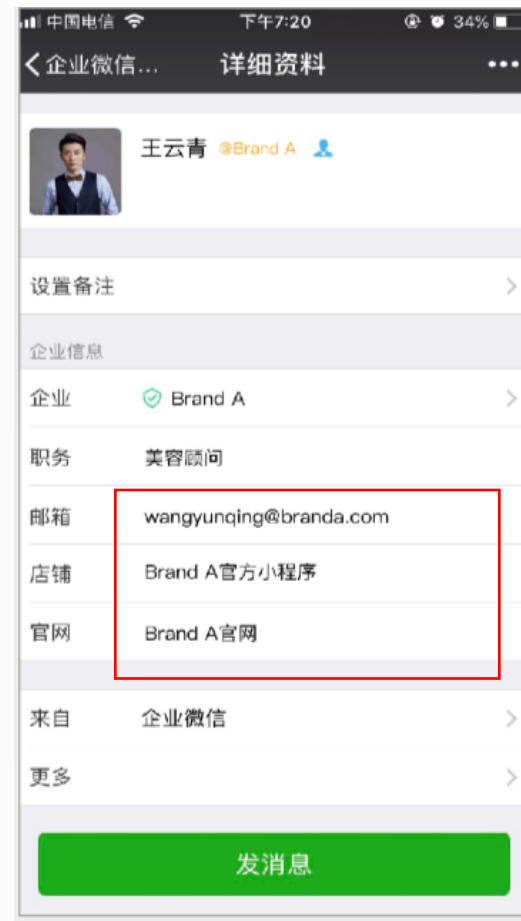 中国电信 下午7:20 34%
企业微信... 详细资料
王云青 @Brand A
设置备注
企业信息
企业 Brand A
职务 美容顾问
邮箱 wangyunqing@branda.com
店铺 Brand A官方小程序
官网 Brand A官网
来自 企业微信
更多
发消息